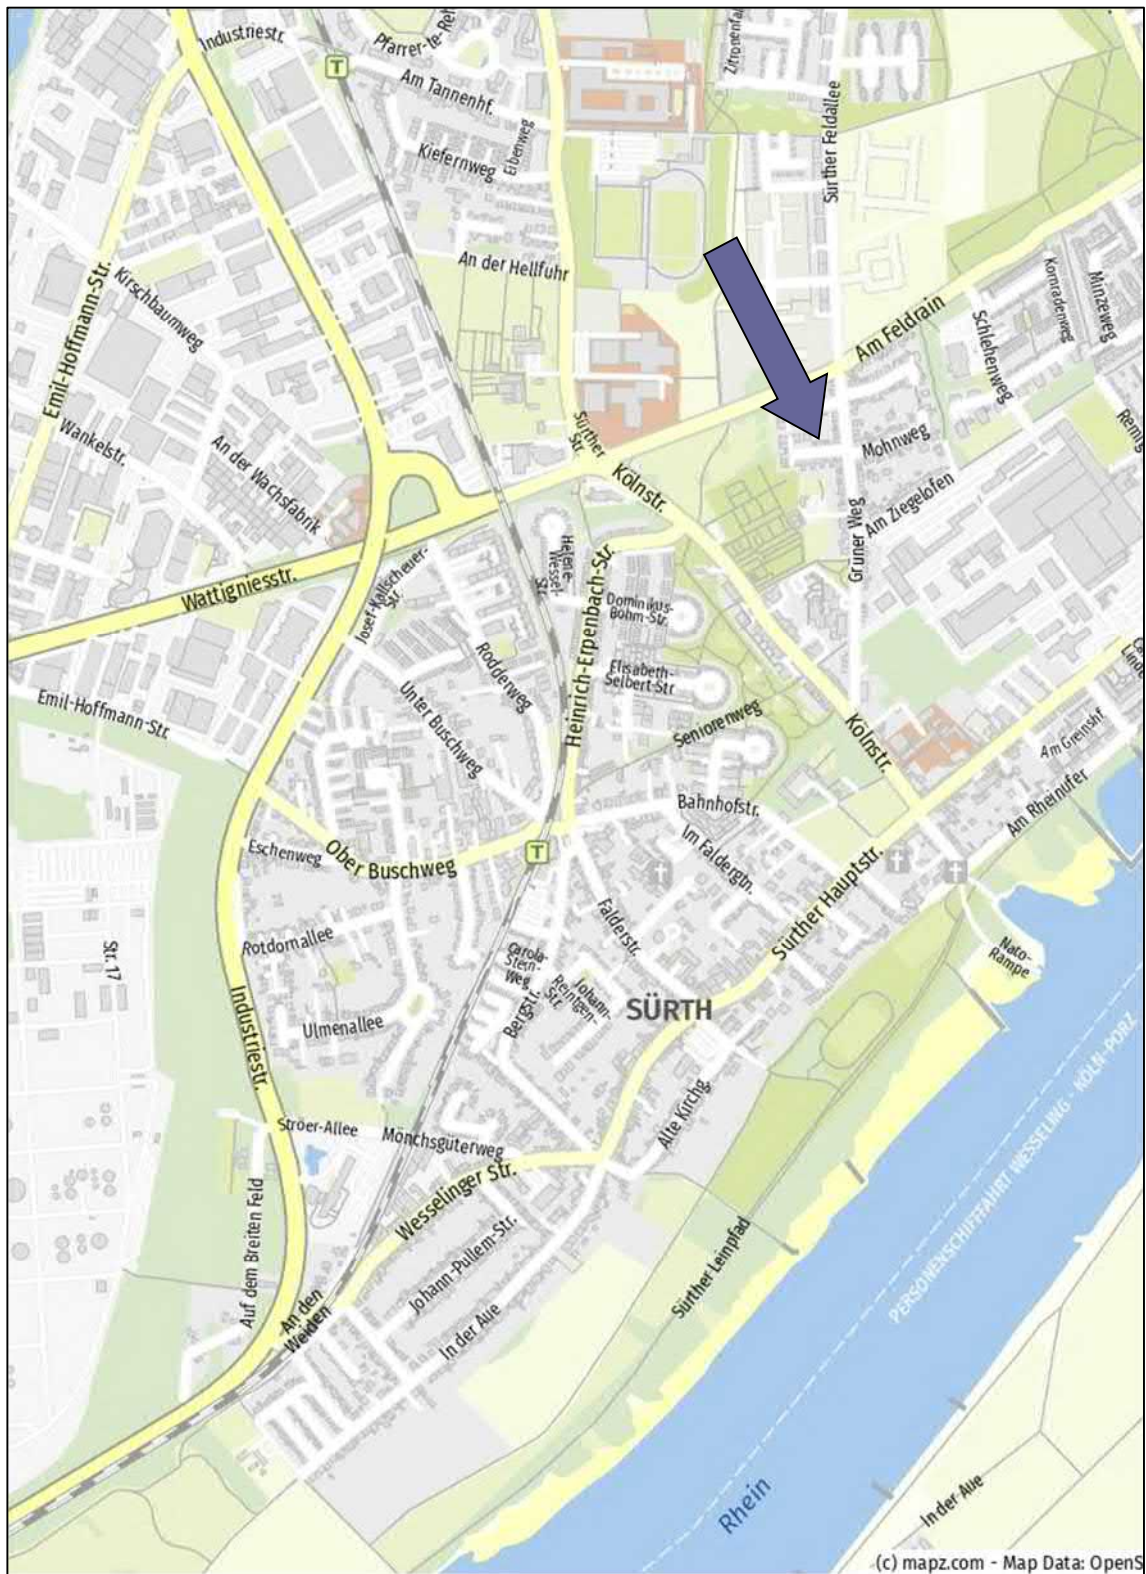 Industriestr.
Pfarrer-te-Re
T
Am Tannenhf.
Zitronenfal
Kiefernweg
Eibenweg
Sürther Feldallee
An der Hellfuhr
Emil-Hoffmann-Str.
Kirschbaumweg
Kornradenweg
Minzeweg
Schlehenweg
Am Feldrain
Wankelstr.
An der Wachsfabrik
Sürther
Str.
Kölnstr.
Mohnweg
Remig
Am Ziegelofen
Grüner Weg
Wattigniesstr.
Josef-Kallscheuer-
Str.
Helene-
Wessel-
Str.
Heinrich-Erpenbach-Str.
Dominikus-
Böhm-Str.
Rodderweg
Elisabeth-
Selbert-Str
Emil-Hoffmann-Str.
Unter Buschweg
Seniorenweg
Kölnstr.
Am Greinshf
Am Rheinufer
Bahnhofstr.
Im Faldergtn.
Eschenweg
Ober Buschweg
T
Sürther Hauptstr.
Falderstr.
Str. 17
Rotdornallee
Carola-
Stern-
Weg
Johann-
Reintgen-
Str.
Nato-
Rampe
Bergstr.
SÜRTH
Ulmenallee
Industriestr.
Alte Kirchg.
Ströer-Allee
Mönchsgüterweg
Wesselinger Str.
PERSONENSCHIFFFAHRT WESSELING - KÖLN-PORZ
Auf dem Breiten Feld
Johann-Pullem-Str.
Sürther Leinpfad
An den
Weiden
In der Aue
Rhein
In der Aue
(c) mapz.com - Map Data: OpenS